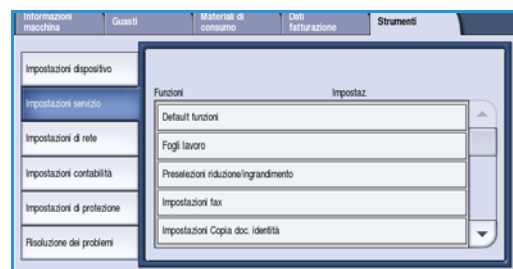 Informazioni macchina
Guasti
Materiali di consumo
Dati fatturazione
Strumenti
Impostazioni dispositivo
Impostazioni servizio
Impostazioni di rete
Impostazioni contabilità
Impostazioni di protezione
Risoluzione dei problemi
Funzioni
Impostaz.
Default funzioni
Fogli lavoro
Preselezioni riduzione/ingrandimento
Impostazioni fax
Impostazioni Copia doc. identità